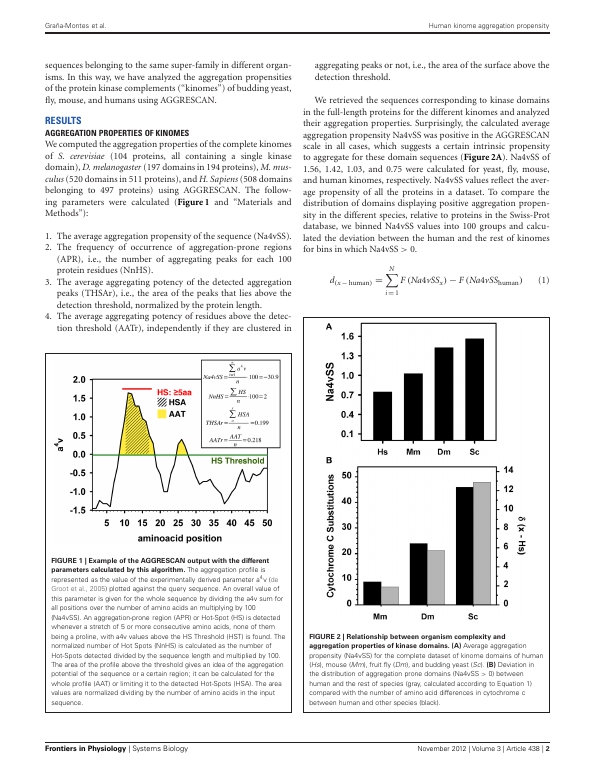 Graña-Montes et al.
Human kinome aggregation propensity
sequences belonging to the same super-family in different organ-
isms. In this way, we have analyzed the aggregation propensities
of the protein kinase complements (“kinomes”) of budding yeast,
fly, mouse, and humans using AGGRESCAN.
RESULTS
AGGREGATION PROPERTIES OF KINOMES
We computed the aggregation properties of the complete kinomes
of S. cerevisiae (104 proteins, all containing a single kinase
domain), D. melanogaster (197 domains in 194 proteins), M. mus-
culus (520 domains in 511 proteins), and H. Sapiens (508 domains
belonging to 497 proteins) using AGGRESCAN. The follow-
ing parameters were calculated (Figure 1 and “Materials and
Methods”):
1. The average aggregation propensity of the sequence (Na4vSS).
2. The frequency of occurrence of aggregation-prone regions
(APR), i.e., the number of aggregating peaks for each 100
protein residues (NnHS).
3. The average aggregating potency of the detected aggregation
peaks (THSAr), i.e., the area of the peaks that lies above the
detection threshold, normalized by the protein length.
4. The average aggregating potency of residues above the detec-
tion threshold (AATr), independently if they are clustered in
aggregating peaks or not, i.e., the area of the surface above the
detection threshold.
We retrieved the sequences corresponding to kinase domains
in the full-length proteins for the different kinomes and analyzed
their aggregation properties. Surprisingly, the calculated average
aggregation propensity Na4vSS was positive in the AGGRESCAN
scale in all cases, which suggests a certain intrinsic propensity
to aggregate for these domain sequences (Figure 2A). Na4vSS of
1.56, 1.42, 1.03, and 0.75 were calculated for yeast, fly, mouse,
and human kinomes, respectively. Na4vSS values reflect the aver-
age propensity of all the proteins in a dataset. To compare the
distribution of domains displaying positive aggregation propen-
sity in the different species, relative to proteins in the Swiss-Prot
database, we binned Na4vSS values into 100 groups and calcu-
lated the deviation between the human and the rest of kinomes
for bins in which NavSS > 0.
d(x − human) = N∑i = 1 F (Na4vSSx) − F (Na4vSShuman) (1)
2.0
1.5
1.0
0.5
0.0
-0.5
-1.0
-1.5
a⁴v
HS: ≥5aa
HSA
AAT
Na4vSS = ∑a⁴v / n ·100=−30.9
NnHS = ∑HS / n ·100=2
THSAr = ∑HSA / n =0.199
AATr = AAT / n =0.218
HS Threshold
5 10 15 20 25 30 35 40 45 50
aminoacid position
FIGURE 1 | Example of the AGGRESCAN output with the different
parameters calculated by this algorithm. The aggregation profile is
represented as the value of the experimentally derived parameter a⁴v (de
Groot et al., 2005) plotted against the query sequence. An overall value of
this parameter is given for the whole sequence by dividing the a4v sum for
all positions over the number of amino acids an multiplying by 100
(Na4vSS). An aggregation-prone region (APR) or Hot-Spot (HS) is detected
whenever a stretch of 5 or more consecutive amino acids, none of them
being a proline, with a4v values above the HS Threshold (HST) is found. The
normalized number of Hot Spots (NnHS) is calculated as the number of
Hot-Spots detected divided by the sequence length and multiplied by 100.
The area of the profile above the threshold gives an idea of the aggregation
potential of the sequence or a certain region; it can be calculated for the
whole profile (AAT) or limiting it to the detected Hot-Spots (HSA). The area
values are normalized dividing by the number of amino acids in the input
sequence.
A
Na4vSS
1.6
1.3
1.0
0.7
0.4
0.1
Hs Mm Dm Sc
B
Cytochrome C Substitutions
50
40
30
20
10
0
14
12
10
8
6
4
2
0
δ (x - Hs)
Mm Dm Sc
FIGURE 2 | Relationship between organism complexity and
aggregation properties of kinase domains. (A) Average aggregation
propensity (Na4vSS) for the complete dataset of kinome domains of human
(Hs), mouse (Mm), fruit fly (Dm), and budding yeast (Sc). (B) Deviation in
the distribution of aggregation prone domains (Na4vSS > 0) between
human and the rest of species (gray, calculated according to Equation 1)
compared with the number of amino acid differences in cytochrome c
between human and other species (black).
Frontiers in Physiology | Systems Biology
November 2012 | Volume 3 | Article 438 | 2